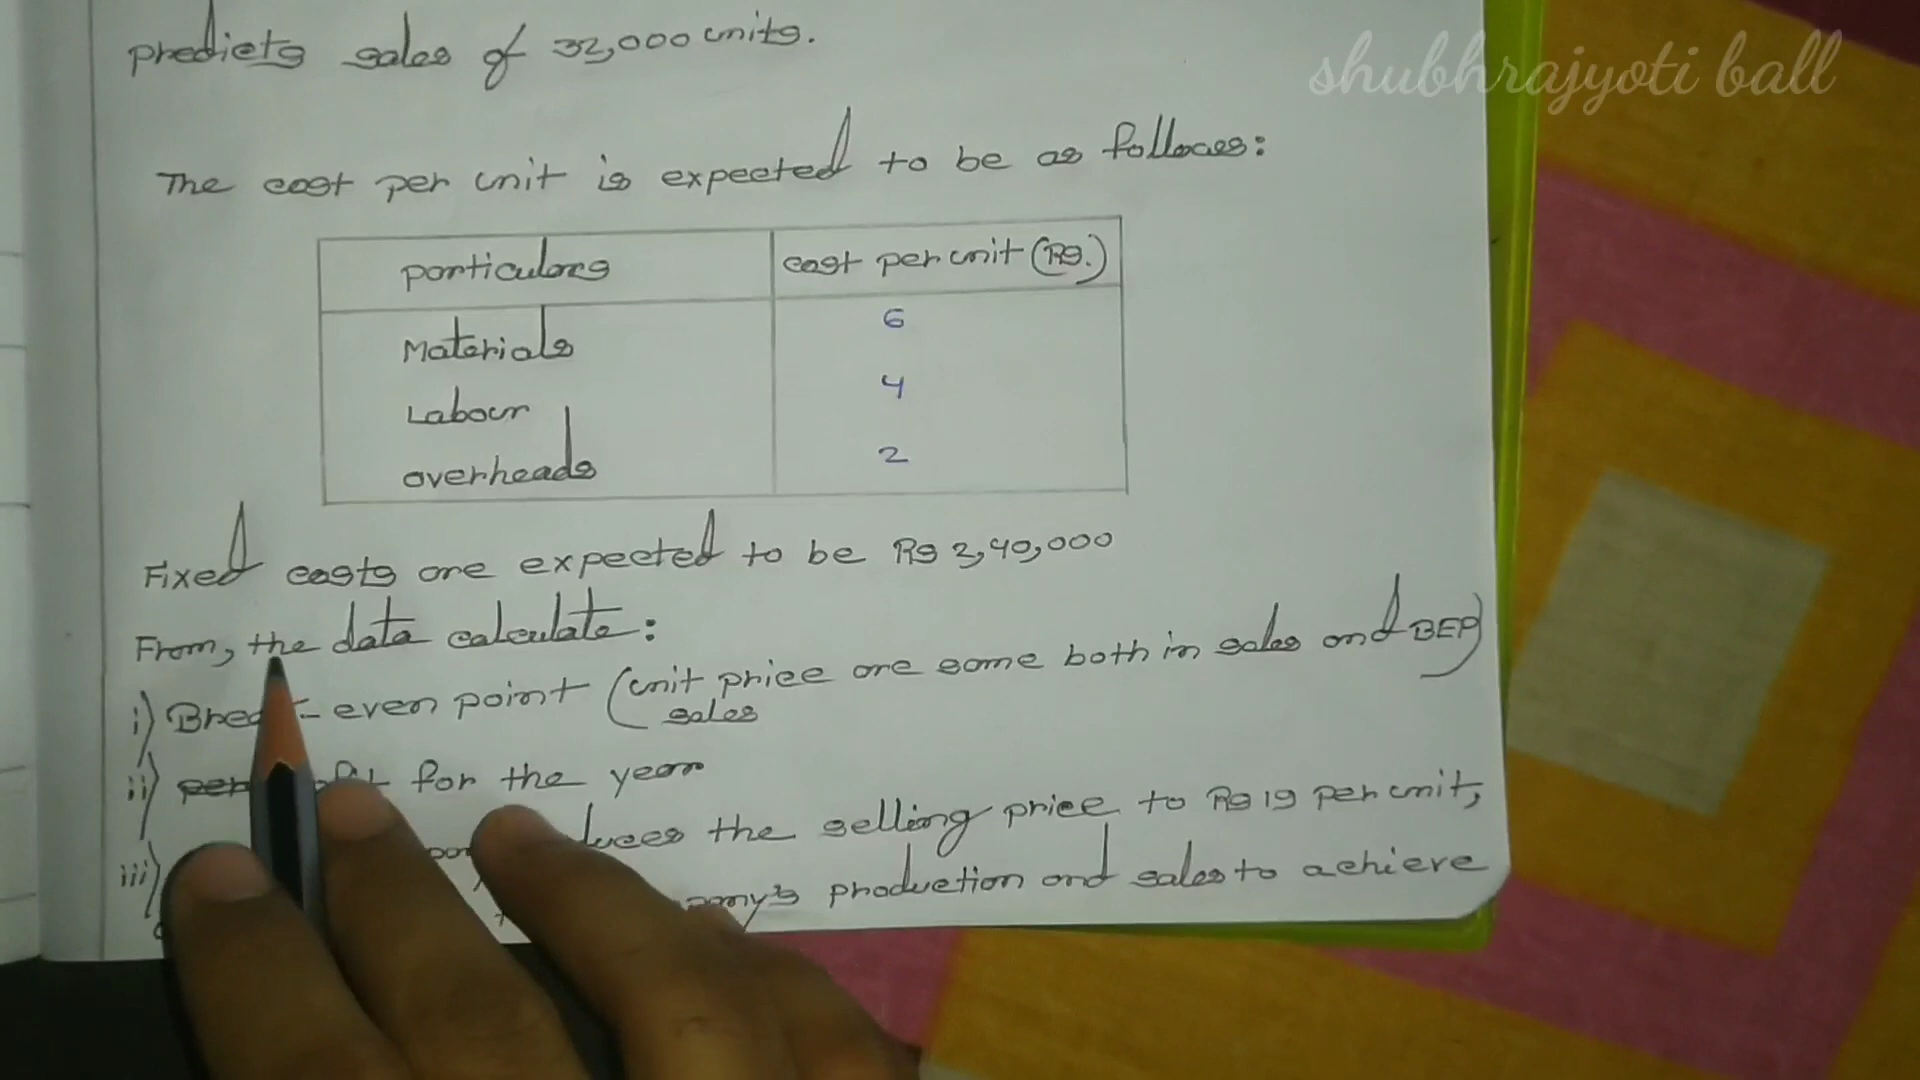 predicts sales of 32,000 units.
shubhrajyoti ball
The cost per unit is expected to be as follows:
particulars cost per unit (Rs.)
Materials 6
Labour 4
overheads 2
Fixed costs are expected to be Rs 2,40,000
From, the data calculate:
i) Break-even point (unit price are same both in sales and BEP sales)
ii) for the year
iii) the selling price to Rs 19 per unit,
production and sales to achieve